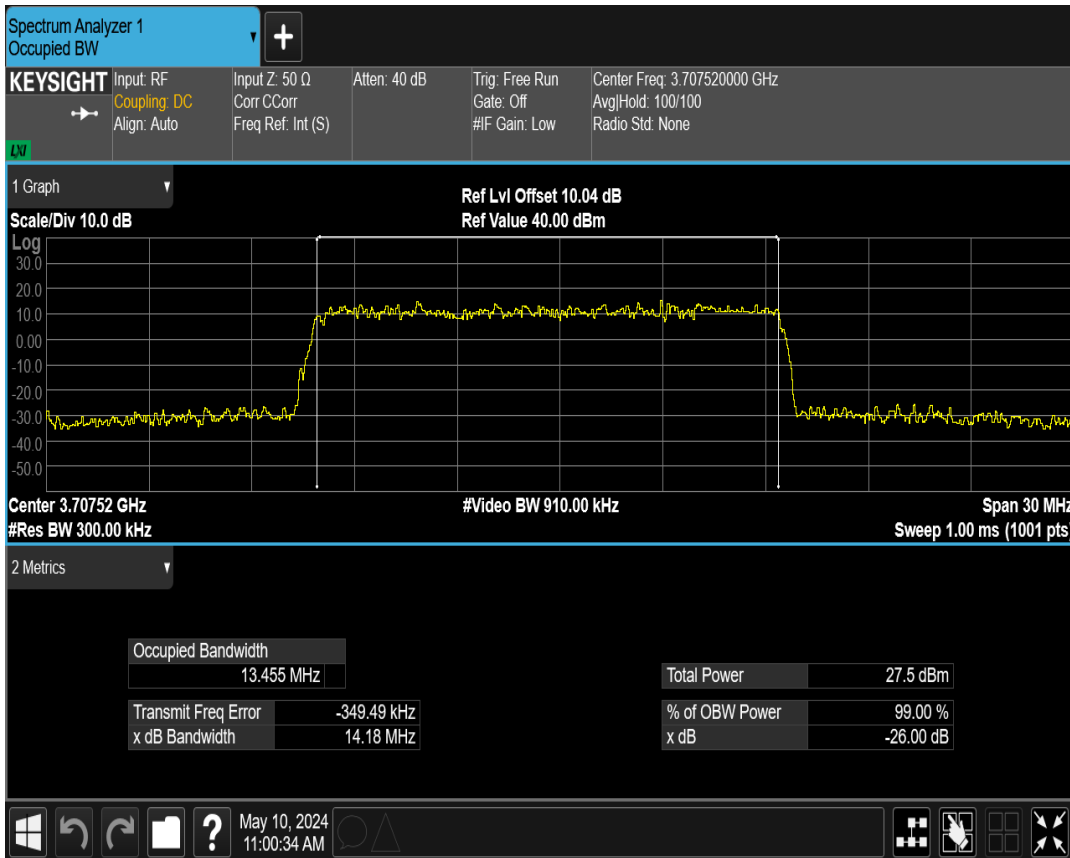 Spectrum Analyzer 1
Occupied BW
+
KEYSIGHT
LXI
Input: RF
Coupling: DC
Align: Auto
Input Z: 50 Ω
Corr CCorr
Freq Ref: Int (S)
Atten: 40 dB
Trig: Free Run
Gate: Off
#IF Gain: Low
Center Freq: 3.707520000 GHz
Avg|Hold: 100/100
Radio Std: None
1 Graph
Scale/Div 10.0 dB
Ref Lvl Offset 10.04 dB
Ref Value 40.00 dBm
Log
30.0
20.0
10.0
0.00
-10.0
-20.0
-30.0
-40.0
-50.0
Center 3.70752 GHz
#Res BW 300.00 kHz
#Video BW 910.00 kHz
Span 30 MHz
Sweep 1.00 ms (1001 pts)
2 Metrics
Occupied Bandwidth
13.455 MHz
Transmit Freq Error -349.49 kHz
x dB Bandwidth 14.18 MHz
Total Power 27.5 dBm
% of OBW Power 99.00 %
x dB -26.00 dB
?
May 10, 2024
11:00:34 AM